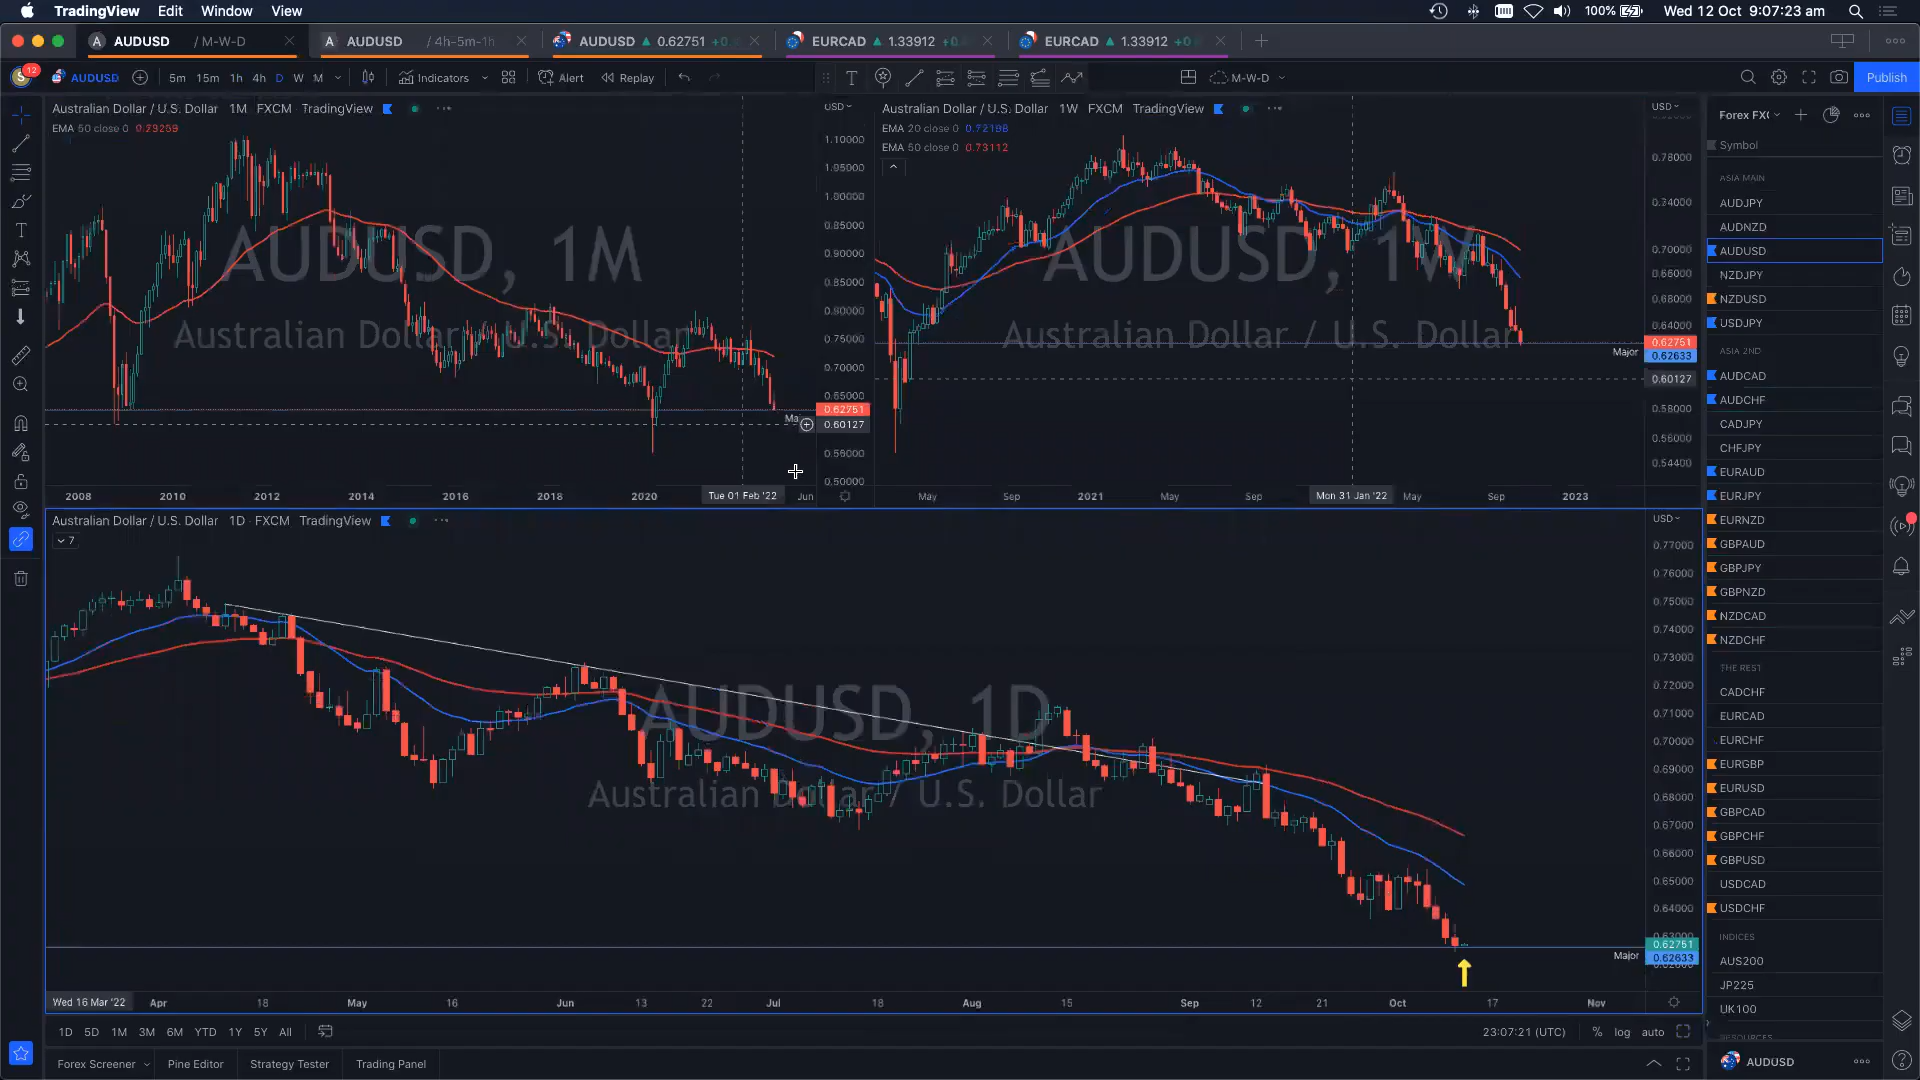 TradingView Edit Window View 100% Wed 12 Oct 9:07:23 am
A AUDUSD / M-W-D A AUDUSD / 4h-5m-1h AUDUSD ▲ 0.62751 EURCAD ▲ 1.33912 EURCAD ▲ 1.33912
12 AUDUSD 5m 15m 1h 4h D W M Indicators Alert Replay T M-W-D Publish
Australian Dollar / U.S. Dollar 1M FXCM TradingView
EMA 50 close 0 0.73259
USD
1.10000
1.05000
1.00000
0.95000
0.90000
0.85000
0.80000
0.75000
0.70000
0.65000
0.62751
0.60127
0.55000
0.50000
AUDUSD, 1M
Australian Dollar / U.S. Dollar
2008 2010 2012 2014 2016 2018 2020 Tue 01 Feb '22 Jun
Australian Dollar / U.S. Dollar 1W FXCM TradingView
EMA 20 close 0 0.72198
EMA 50 close 0 0.73112
USD
0.78000
0.74000
0.70000
0.66000
0.68000
0.64000
0.62751
Major 0.62633
0.60127
0.58000
0.56000
0.54400
AUDUSD, 1W
Australian Dollar / U.S. Dollar
May Sep 2021 May Sep Mon 31 Jan '22 May Sep 2023
Australian Dollar / U.S. Dollar 1D FXCM TradingView
7
USD
0.77000
0.76000
0.75000
0.74000
0.73000
0.72000
0.71000
0.70000
0.69000
0.68000
0.67000
0.66000
0.65000
0.64000
0.62751
Major 0.62633
AUDUSD, 1D
Australian Dollar / U.S. Dollar
Wed 16 Mar '22 Apr 18 May 16 Jun 13 22 Jul 18 Aug 15 Sep 12 21 Oct 17 Nov
1D 5D 1M 3M 6M YTD 1Y 5Y All 23:07:21 (UTC) % log auto
Forex Screener Pine Editor Strategy Tester Trading Panel
Symbol
ASIA MAIN
AUDJPY
AUDNZD
AUDUSD
NZDJPY
NZDUSD
USDJPY
ASIA 2ND
AUDCAD
AUDCHF
CADJPY
CHFJPY
EURAUD
EURJPY
EURNZD
GBPAUD
GBPJPY
GBPNZD
NZDCAD
NZDCHF
THE REST
CADCHF
EURCAD
EURCHF
EURGBP
EURUSD
GBPCAD
GBPCHF
GBPUSD
USDCAD
USDCHF
INDICES
AUS200
JP225
UK100
AUDUSD